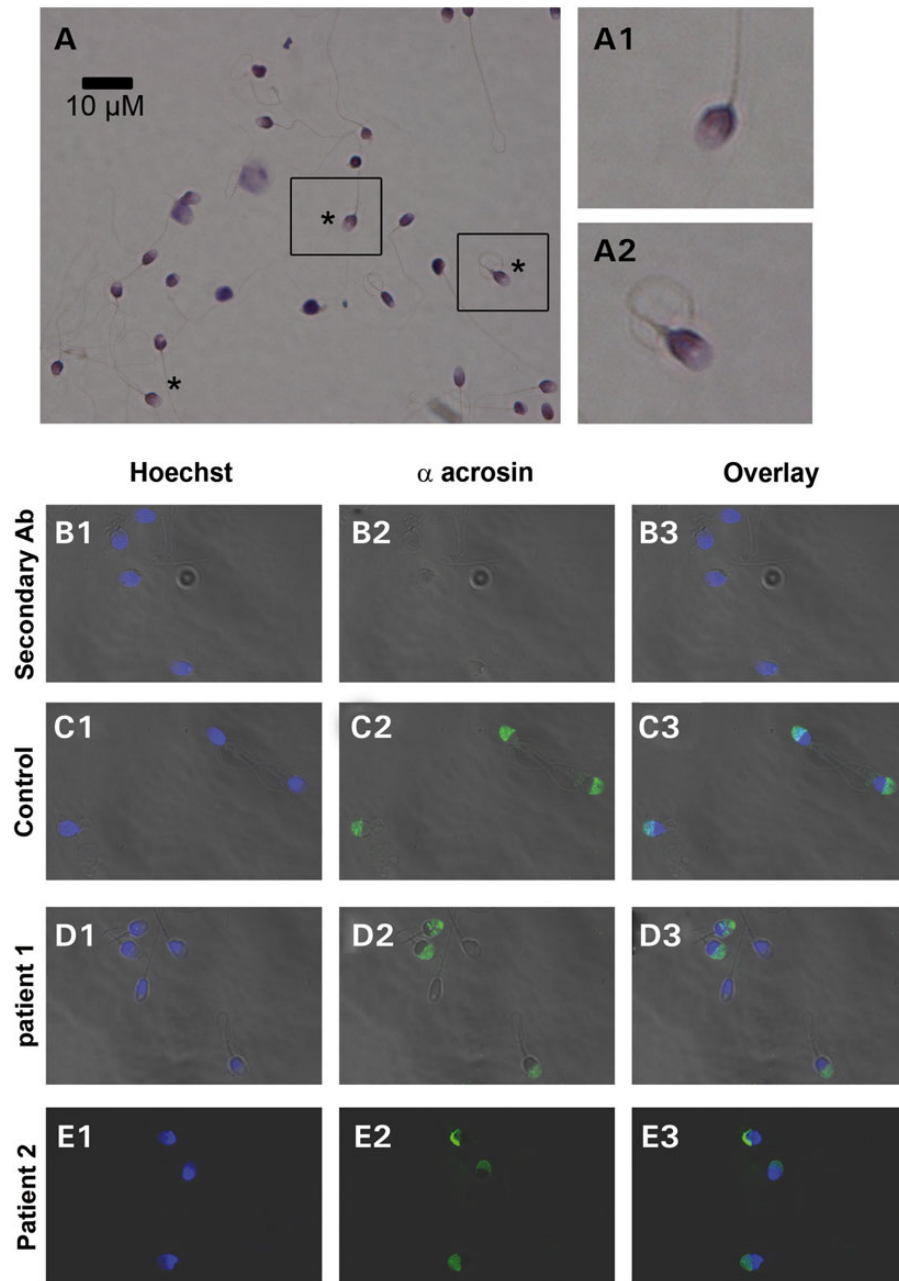 A
10 μM
*
*
*
A1
A2
Hoechst
α acrosin
Overlay
Secondary Ab
B1
B2
B3
Control
C1
C2
C3
patient 1
D1
D2
D3
Patient 2
E1
E2
E3